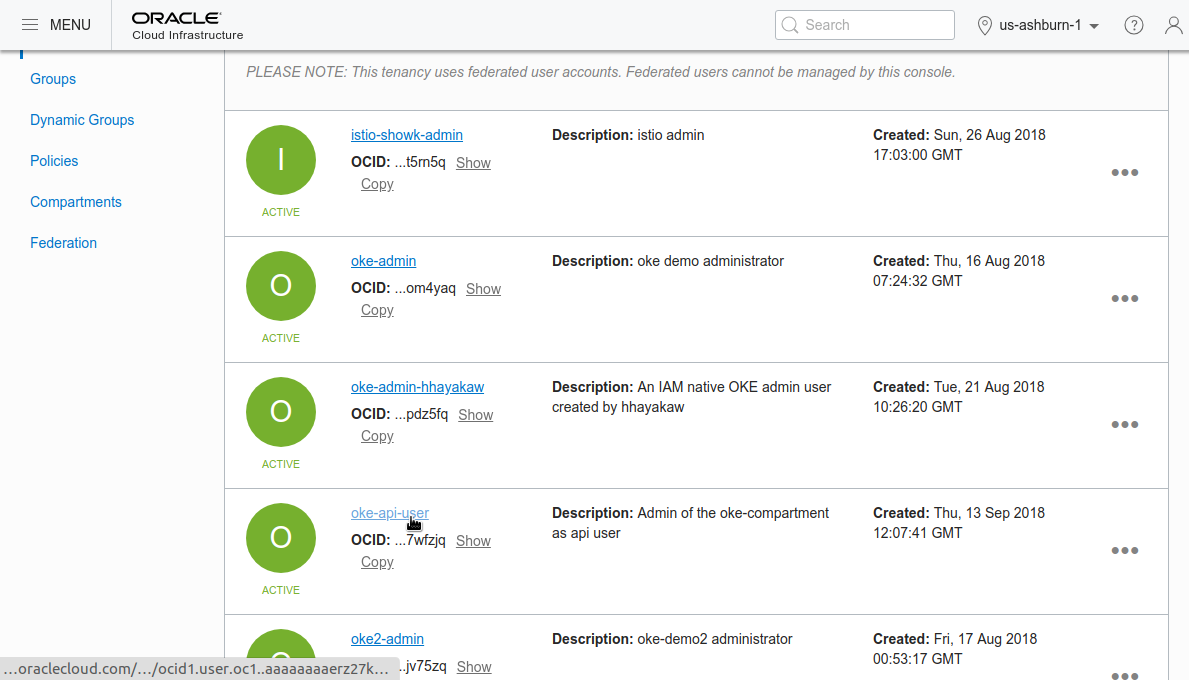 MENU
ORACLE
Cloud Infrastructure
Search
us-ashburn-1
?
Groups
Dynamic Groups
Policies
Compartments
Federation
PLEASE NOTE: This tenancy uses federated user accounts. Federated users cannot be managed by this console.
I
ACTIVE
istio-showk-admin
OCID: ...t5rn5q Show
Copy
Description: istio admin
Created: Sun, 26 Aug 2018
17:03:00 GMT
O
ACTIVE
oke-admin
OCID: ...om4yaq Show
Copy
Description: oke demo administrator
Created: Thu, 16 Aug 2018
07:24:32 GMT
O
ACTIVE
oke-admin-hhayakaw
OCID: ...pdz5fq Show
Copy
Description: An IAM native OKE admin user
created by hhayakaw
Created: Tue, 21 Aug 2018
10:26:20 GMT
O
ACTIVE
oke-api-user
OCID: ...7wfzjq Show
Copy
Description: Admin of the oke-compartment
as api user
Created: Thu, 13 Sep 2018
12:07:41 GMT
O
oke2-admin
..jv75zq Show
Description: oke-demo2 administrator
Created: Fri, 17 Aug 2018
00:53:17 GMT
...oraclecloud.com/.../ocid1.user.oc1..aaaaaaaaerz27k...